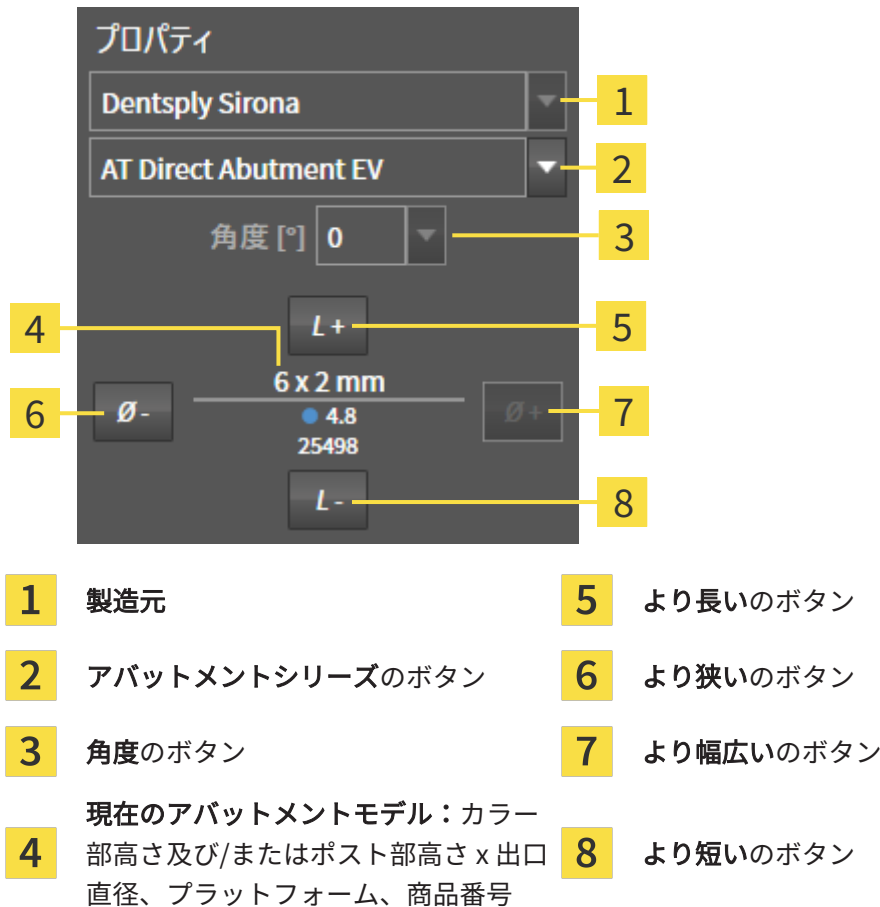 プロパティ
Dentsply Sirona
1
AT Direct Abutment EV
2
角度 [°] 0
3
4
L +
5
6 x 2 mm
6
Ø -
4.8
Ø +
7
25498
L -
8
1 製造元
5 より長いのボタン
2 アバットメントシリーズのボタン
6 より狭いのボタン
3 角度のボタン
7 より幅広いのボタン
4 現在のアバットメントモデル：カラー
部高さ及び/またはポスト部高さ x 出口
直径、プラットフォーム、商品番号
8 より短いのボタン